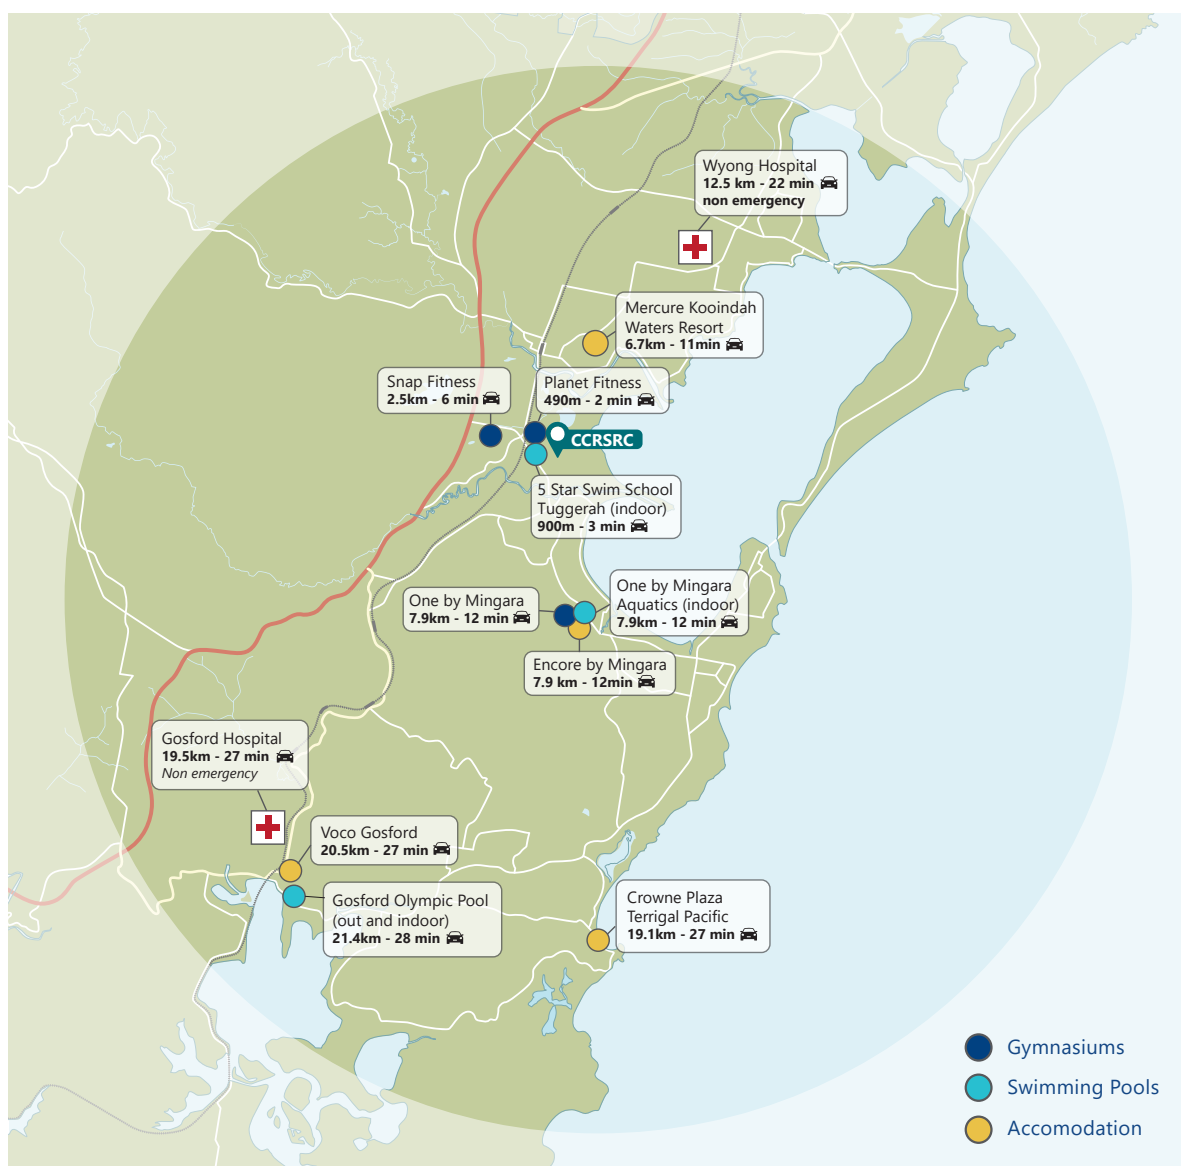 Wyong Hospital
12.5 km - 22 min
non emergency
Mercure Kooindah
Waters Resort
6.7km - 11min
Snap Fitness
2.5km - 6 min
Planet Fitness
490m - 2 min
CCRSRC
5 Star Swim School
Tuggerah (indoor)
900m - 3 min
One by Mingara
7.9km - 12 min
One by Mingara
Aquatics (indoor)
7.9km - 12 min
Encore by Mingara
7.9 km - 12min
Gosford Hospital
19.5km - 27 min
Non emergency
Voco Gosford
20.5km - 27 min
Gosford Olympic Pool
(out and indoor)
21.4km - 28 min
Crowne Plaza
Terrigal Pacific
19.1km - 27 min
Gymnasiums
Swimming Pools
Accomodation